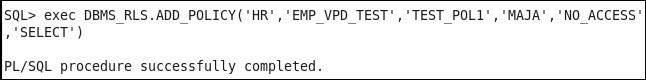 SQL> exec DBMS_RLS.ADD_POLICY('HR','EMP_VPD_TEST','TEST_POL1','MAJA','NO_ACCESS'
,'SELECT')
PL/SQL procedure successfully completed.